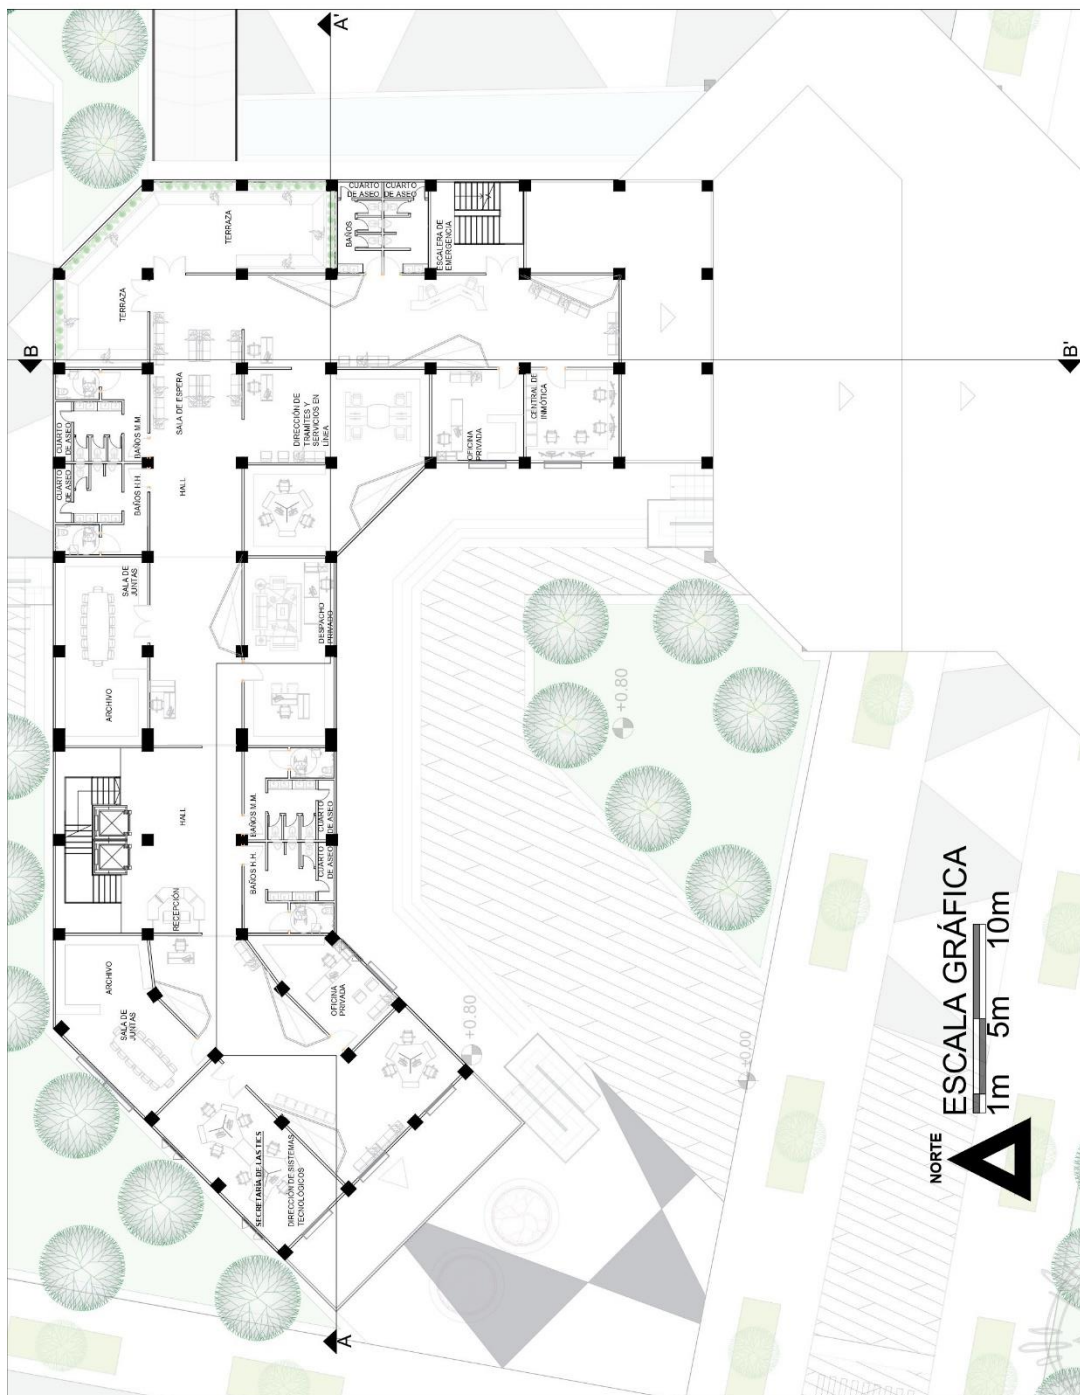 A'
B
B'
A
TERRAZA
TERRAZA
CUARTO
DE ASEO
CUARTO
DE ASEO
BAÑOS
ESCALERA DE
EMERGENCIA
CUARTO
DE ASEO
CUARTO
DE ASEO
BAÑOS M.M.
BAÑOS H.H.
SALA DE ESPERA
HALL
DIRECCIÓN DE
TRAMITES Y
SERVICIOS EN
LÍNEA
OFICINA
PRIVADA
CENTRAL DE
INMÓTICA
SALA DE
JUNTAS
ARCHIVO
DESPACHO
PRIVADO
HALL
BAÑOS M.M.
BAÑOS H.H.
CUARTO
DE ASEO
CUARTO
DE ASEO
RECEPCIÓN
ARCHIVO
SALA DE
JUNTAS
OFICINA
PRIVADA
SECRETARÍA DE LAS TICS
DIRECCIÓN DE SISTEMAS
TECNOLÓGICOS
+0.80
+0.80
+0.00
NORTE
ESCALA GRÁFICA
1m 5m 10m